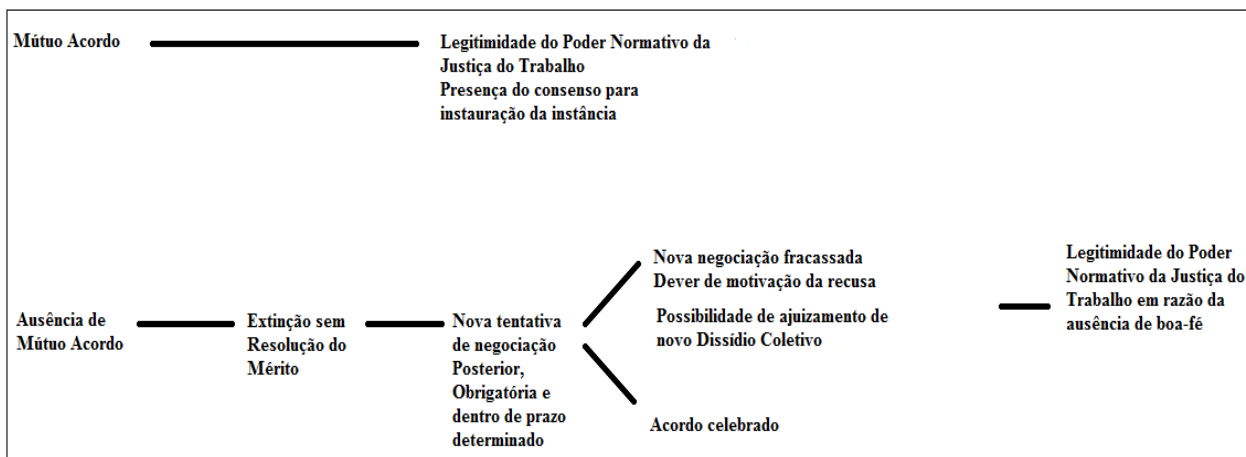 Mútuo Acordo
Legitimidade do Poder Normativo da
Justiça do Trabalho
Presença do consenso para
instauração da instância
Ausência de
Mútuo Acordo
Extinção sem
Resolução do
Mérito
Nova tentativa
de negociação
Posterior,
Obrigatória e
dentro de prazo
determinado
Nova negociação fracassada
Dever de motivação da recusa
Possibilidade de ajuizamento de
novo Dissídio Coletivo
Acordo celebrado
Legitimidade do Poder
Normativo da Justiça do
Trabalho em razão da
ausência de boa-fé